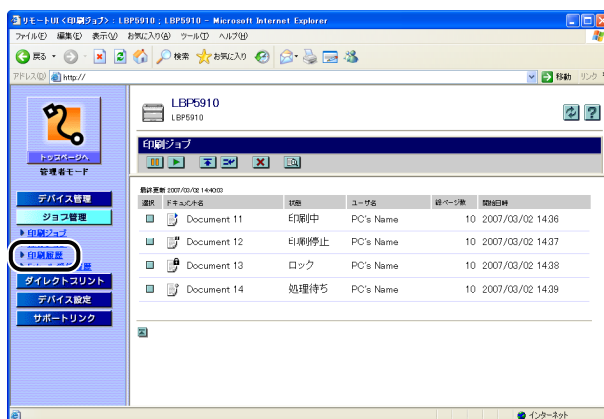 リモートUI <印刷ジョブ> : LBP5910 ; LBP5910 - Microsoft Internet Explorer
ファイル(F) 編集(E) 表示(V) お気に入り(A) ツール(T) ヘルプ(H)
戻る 検索 お気に入り
アドレス(D) http:// 移動 リンク
LBP5910
LBP5910
トップページへ
管理者モード
印刷ジョブ
デバイス管理
ジョブ管理
印刷ジョブ
印刷履歴
ダイレクトプリント
デバイス設定
サポートリンク
最終更新 2007/03/02 14:40:03
選択 ドキュメント名 状態 ユーザ名 総ページ数 開始日時
Document 11 印刷中 PC's Name 10 2007/03/02 14:36
Document 12 印刷停止 PC's Name 10 2007/03/02 14:37
Document 13 ロック PC's Name 10 2007/03/02 14:38
Document 14 処理待ち PC's Name 10 2007/03/02 14:39
インターネット